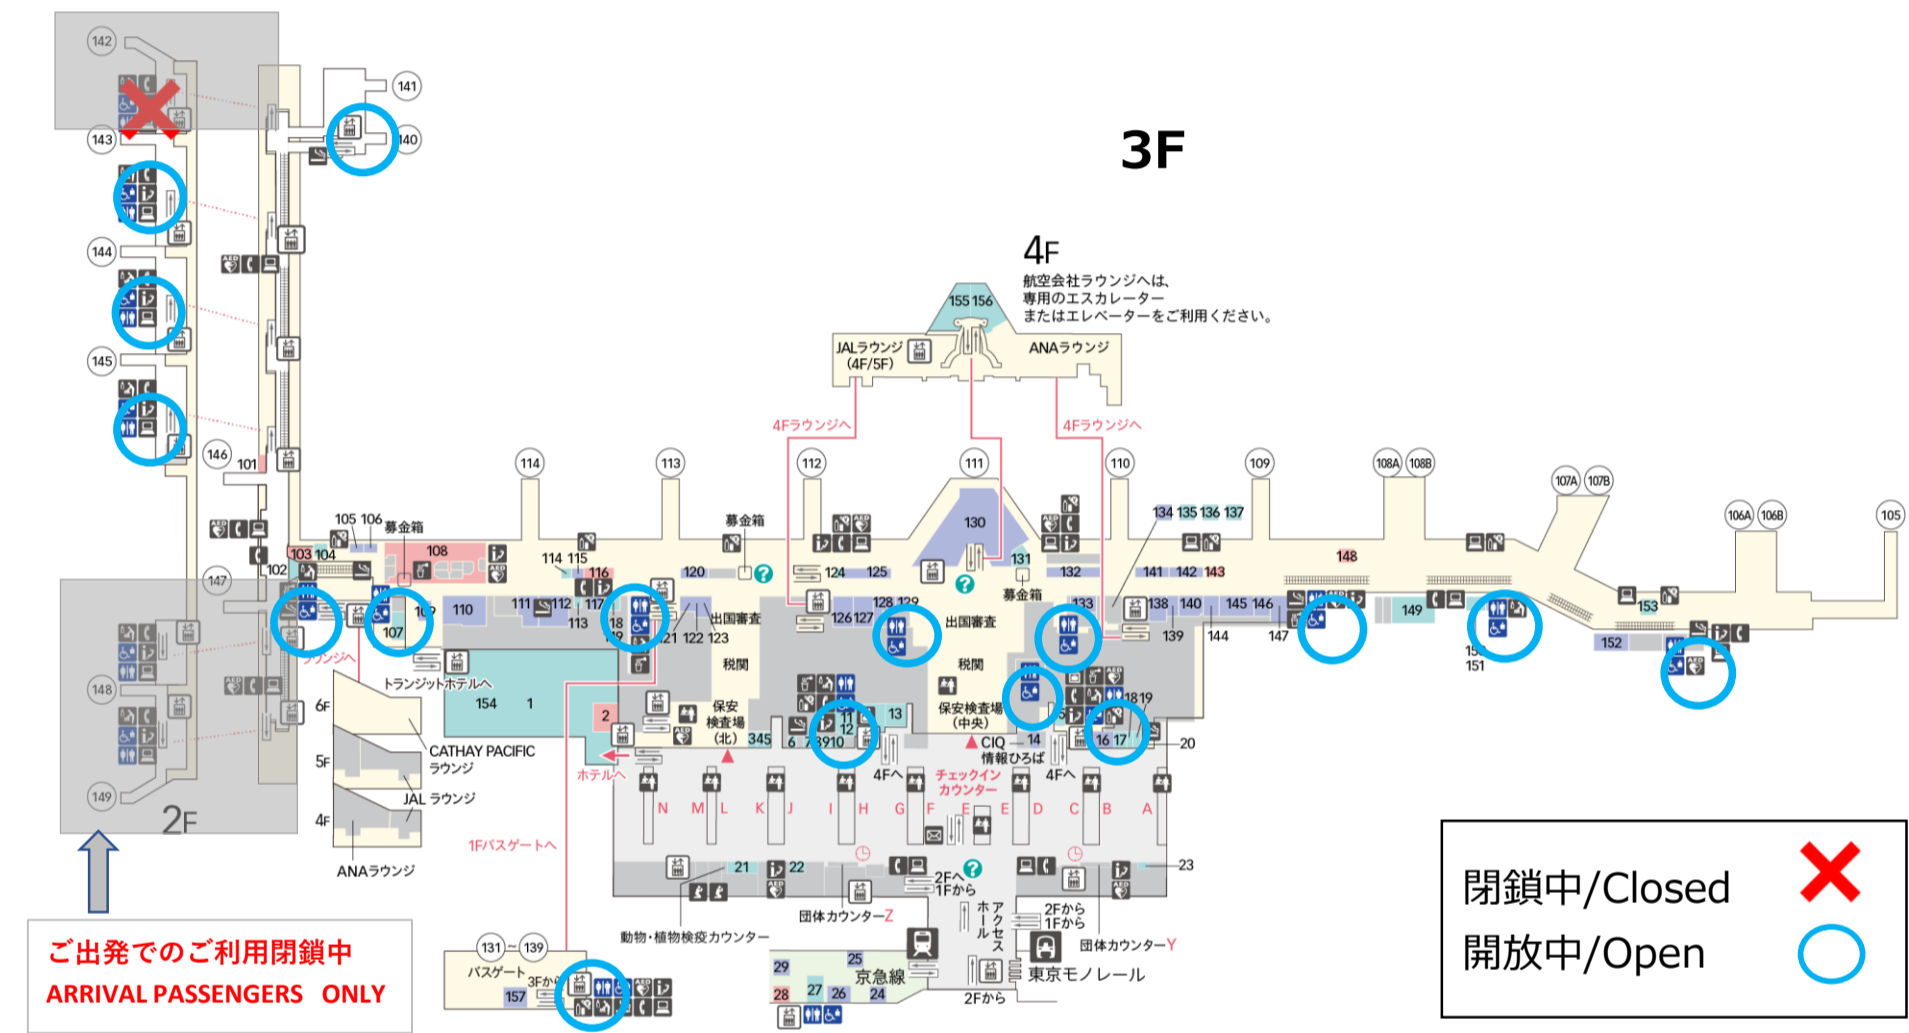 142
141
143
140
3F
144
4F
航空会社ラウンジへは、
専用のエスカレーター
またはエレベーターをご利用ください。
155 156
JALラウンジ
(4F/5F)
ANAラウンジ
145
4Fラウンジへ
4Fラウンジへ
146
101
114
113
112
111
110
109
108A
108B
107A
107B
106A
106B
105
105 106
募金箱
募金箱
130
134 135 136 137
103 104
108
102
114 115
116
120
124
125
131
132
募金箱
141 142 143
148
147
109
110
111
112
113
117
118
119
121
122
123
出国審査
126 127
128 129
出国審査
133
138
139
140
144
145 146
147
149
150
151
152
153
107
ラウンジへ
トランジットホテルへ
税関
税関
148
6F
CATHAY PACIFIC
ラウンジ
5F
JAL ラウンジ
4F
ANAラウンジ
154
1
2
ホテルへ
保安
検査場
(北)
345
6
7
8 9 10
11
12
13
保安検査場
(中央)
CIQ
情報ひろば
14
5
16
17
18 19
20
149
2F
4Fへ
チェックイン
カウンター
4Fへ
N
M
L
K
J
I
H
G
F
E
E
D
C
B
A
1Fバスゲートへ
21
22
23
2Fへ
1Fから
団体カウンターZ
動物・植物検疫カウンター
アクセス
ホール
2Fから
1Fから
団体カウンターY
131 ~ 139
バスゲート
3Fから
157
29
25
京急線
28
27
26
24
東京モノレール
2Fから
ご出発でのご利用閉鎖中
ARRIVAL PASSENGERS ONLY
閉鎖中/Closed
開放中/Open